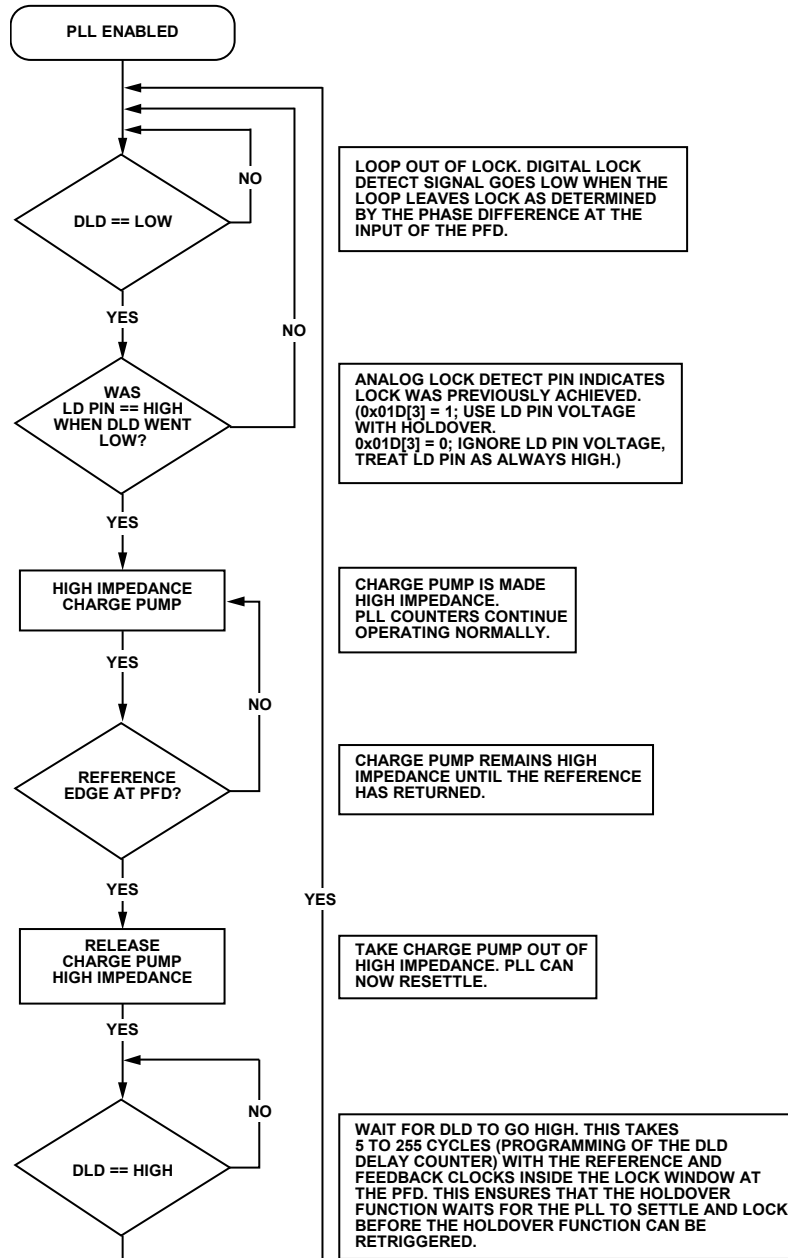 PLL ENABLED
NO
DLD == LOW
LOOP OUT OF LOCK. DIGITAL LOCK
DETECT SIGNAL GOES LOW WHEN THE
LOOP LEAVES LOCK AS DETERMINED
BY THE PHASE DIFFERENCE AT THE
INPUT OF THE PFD.
YES
NO
WAS
LD PIN == HIGH
WHEN DLD WENT
LOW?
ANALOG LOCK DETECT PIN INDICATES
LOCK WAS PREVIOUSLY ACHIEVED.
(0x01D[3] = 1; USE LD PIN VOLTAGE
WITH HOLDOVER.
0x01D[3] = 0; IGNORE LD PIN VOLTAGE,
TREAT LD PIN AS ALWAYS HIGH.)
YES
HIGH IMPEDANCE
CHARGE PUMP
CHARGE PUMP IS MADE
HIGH IMPEDANCE.
PLL COUNTERS CONTINUE
OPERATING NORMALLY.
YES
NO
REFERENCE
EDGE AT PFD?
CHARGE PUMP REMAINS HIGH
IMPEDANCE UNTIL THE REFERENCE
HAS RETURNED.
YES
YES
RELEASE
CHARGE PUMP
HIGH IMPEDANCE
TAKE CHARGE PUMP OUT OF
HIGH IMPEDANCE. PLL CAN
NOW RESETTLE.
YES
NO
DLD == HIGH
WAIT FOR DLD TO GO HIGH. THIS TAKES
5 TO 255 CYCLES (PROGRAMMING OF THE DLD
DELAY COUNTER) WITH THE REFERENCE AND
FEEDBACK CLOCKS INSIDE THE LOCK WINDOW AT
THE PFD. THIS ENSURES THAT THE HOLDOVER
FUNCTION WAITS FOR THE PLL TO SETTLE AND LOCK
BEFORE THE HOLDOVER FUNCTION CAN BE
RETRIGGERED.